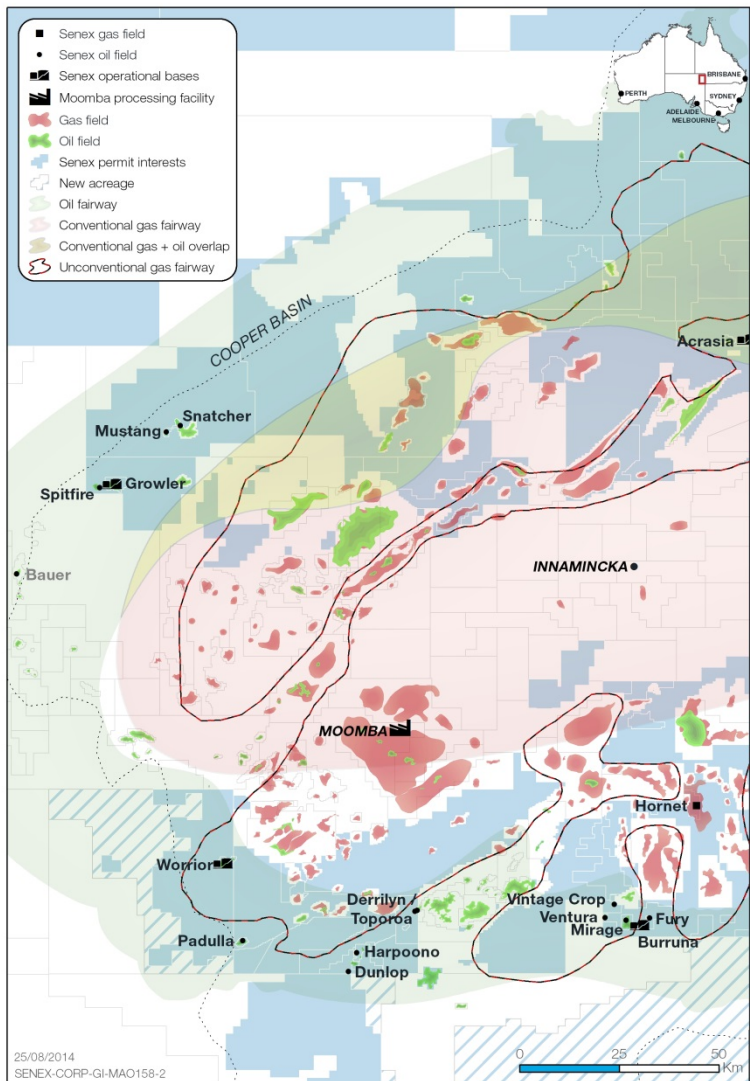 Senex gas field
Senex oil field
Senex operational bases
Moomba processing facility
Gas field
Oil field
Senex permit interests
New acreage
Oil fairway
Conventional gas fairway
Conventional gas + oil overlap
Unconventional gas fairway
BRISBANE
PERTH
SYDNEY
ADELAIDE
MELBOURNE
COOPER BASIN
Acrasia
Snatcher
Mustang
Spitfire
Growler
Bauer
INNAMINCKA
MOOMBA
Hornet
Worrior
Derrilyn /
Toporoa
Vintage Crop
Ventura
Fury
Mirage
Burruna
Padulla
Harpoono
Dunlop
25/08/2014
SENEX-CORP-GI-MAO158-2
0
25
50
Km